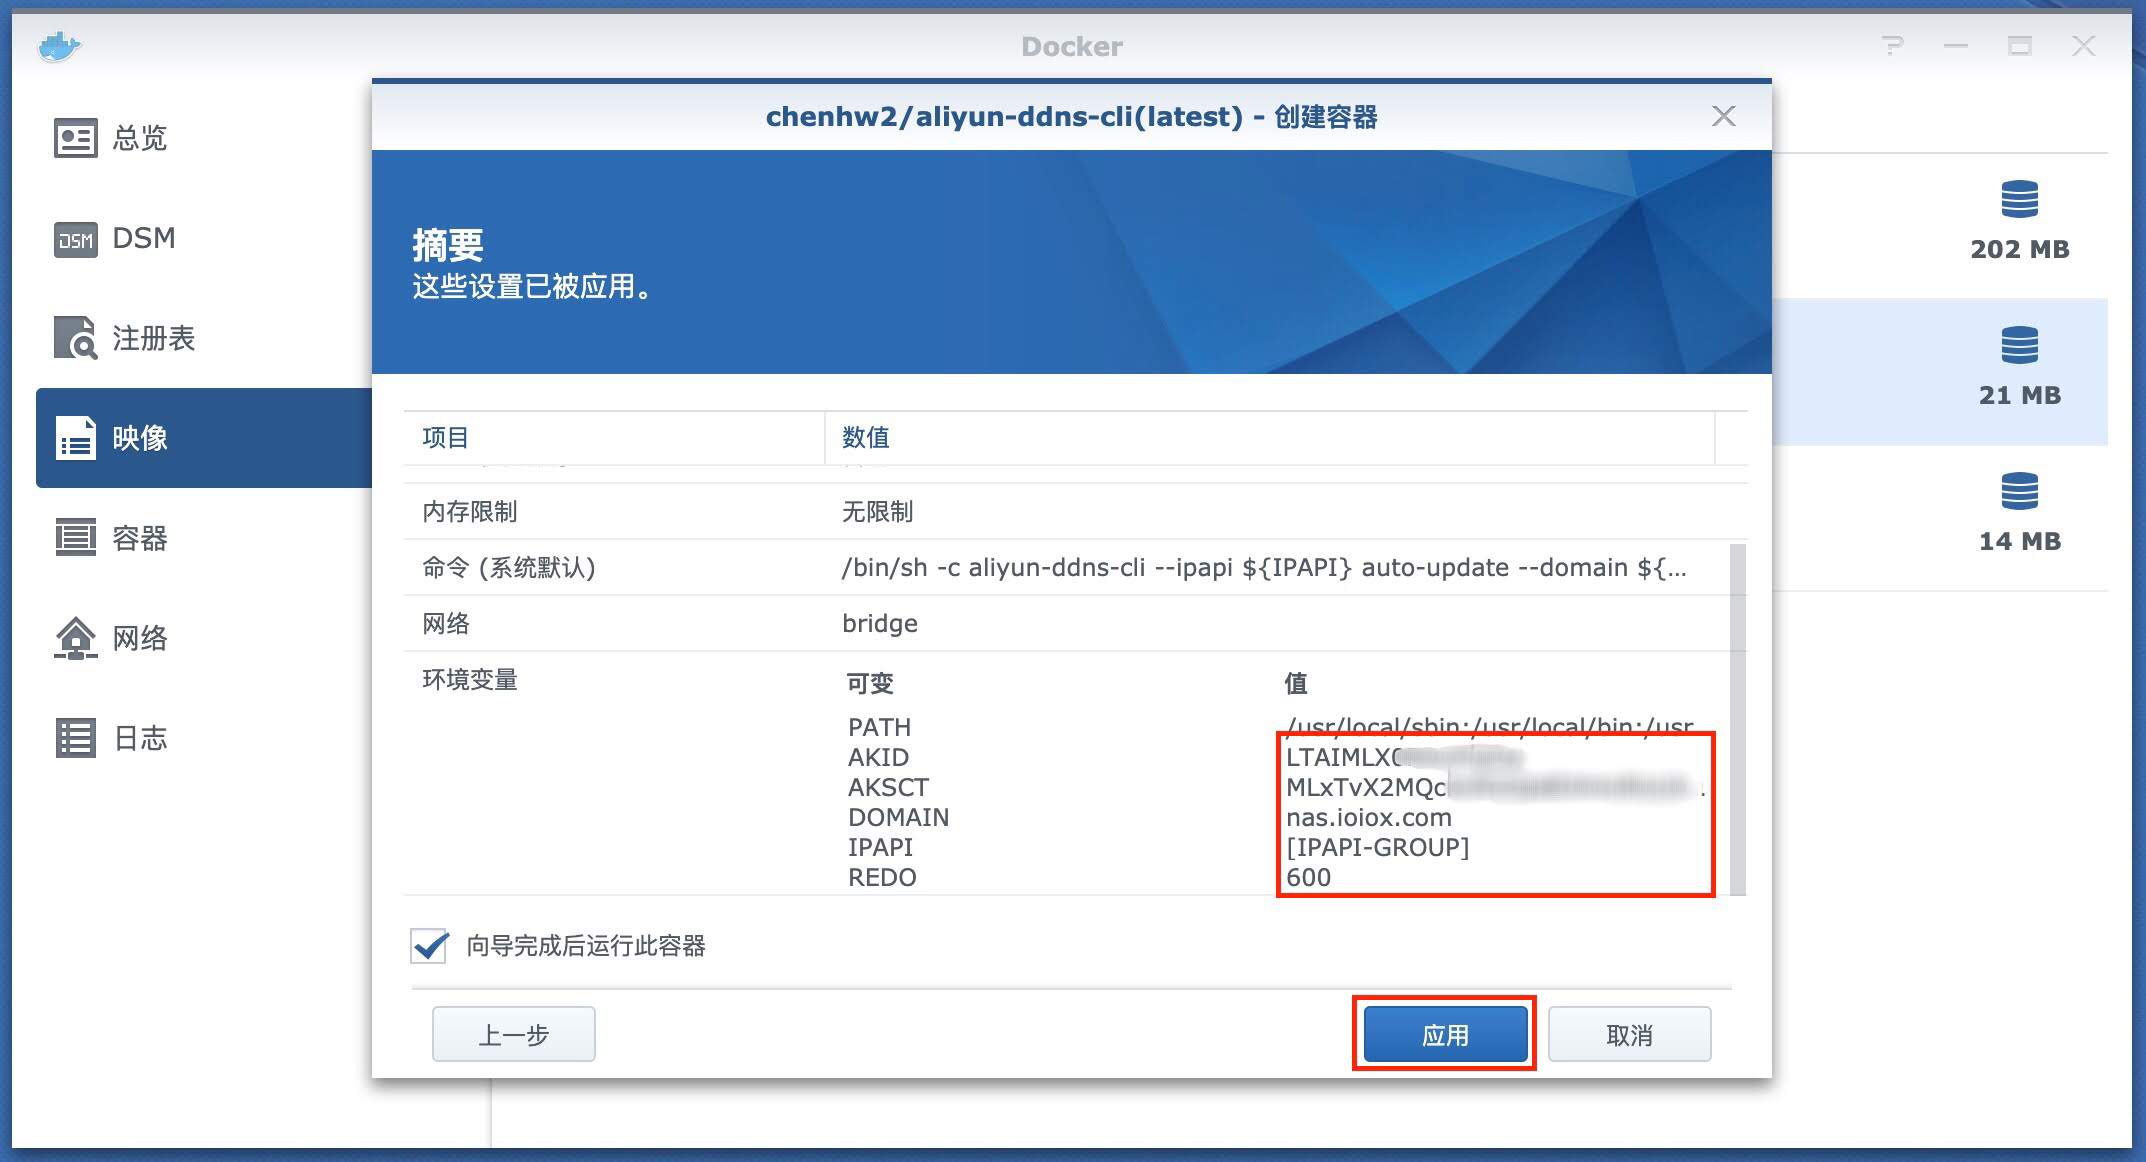 Docker
总览
DSM
DSM
注册表
映像
容器
网络
日志
202 MB
21 MB
14 MB
chenhw2/aliyun-ddns-cli(latest) - 创建容器
摘要
这些设置已被应用。
项目 数值
内存限制 无限制
命令 (系统默认) /bin/sh -c aliyun-ddns-cli --ipapi ${IPAPI} auto-update --domain ${...
网络 bridge
环境变量 可变 值
PATH /usr/local/sbin:/usr/local/bin:/usr...
AKID LTAIMLX
AKSCT MLxTvX2MQc
DOMAIN nas.ioiox.com
IPAPI [IPAPI-GROUP]
REDO 600
向导完成后运行此容器
上一步 应用 取消